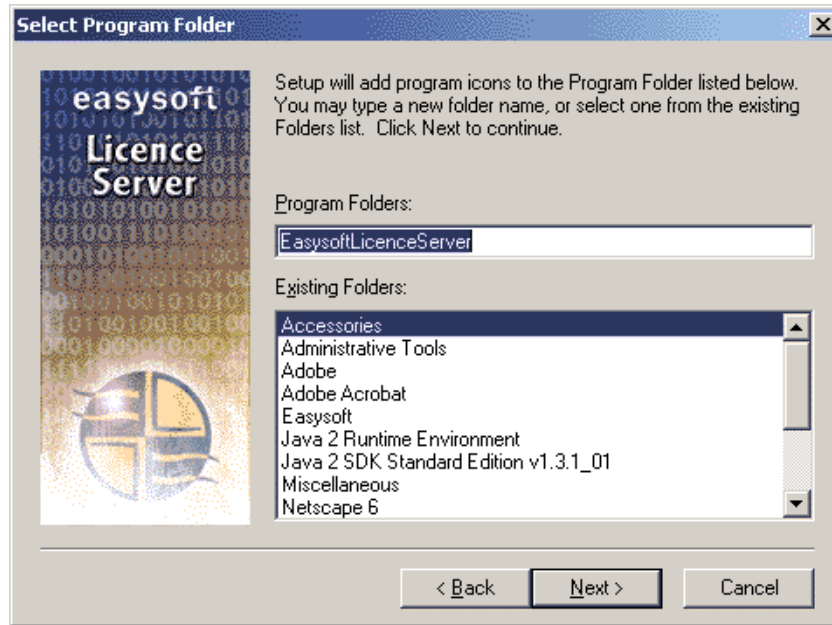 Select Program Folder
easysoft
Licence
Server
Setup will add program icons to the Program Folder listed below.
You may type a new folder name, or select one from the existing
Folders list.  Click Next to continue.
Program Folders:
EasysoftLicenceServer
Existing Folders:
Accessories
Administrative Tools
Adobe
Adobe Acrobat
Easysoft
Java 2 Runtime Environment
Java 2 SDK Standard Edition v1.3.1_01
Miscellaneous
Netscape 6
< Back
Next >
Cancel